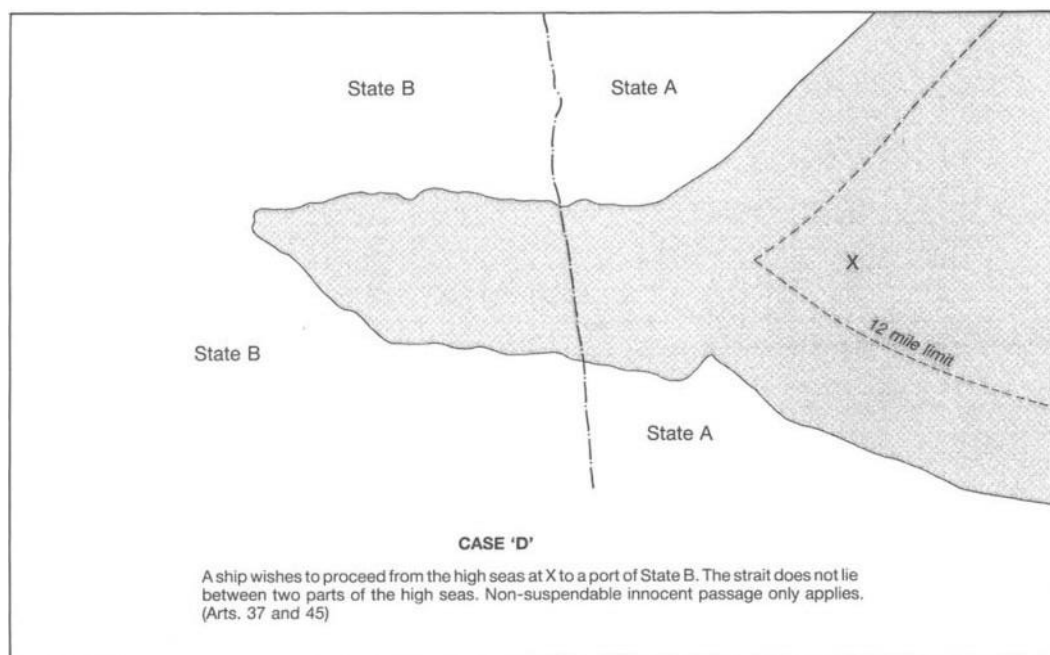 State B
State A
X
12 mile limit
State B
State A
CASE ‘D’
A ship wishes to proceed from the high seas at X to a port of State B. The strait does not lie
between two parts of the high seas. Non-suspendable innocent passage only applies.
(Arts. 37 and 45)